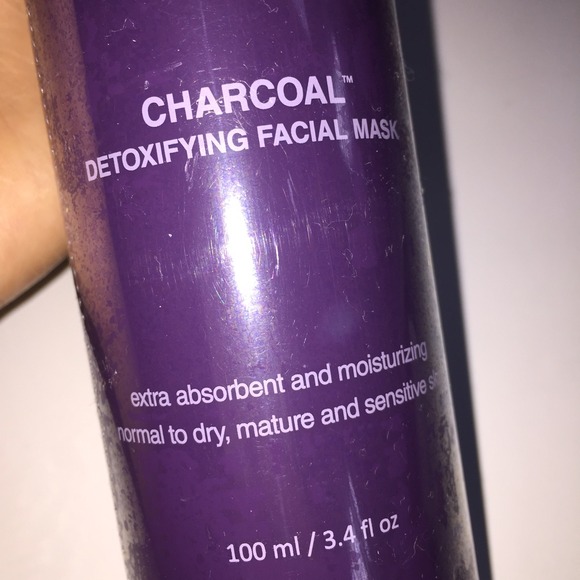 CHARCOAL™
DETOXIFYING FACIAL MASK
extra absorbent and moisturizing
normal to dry, mature and sensitive
100 ml / 3.4 fl oz